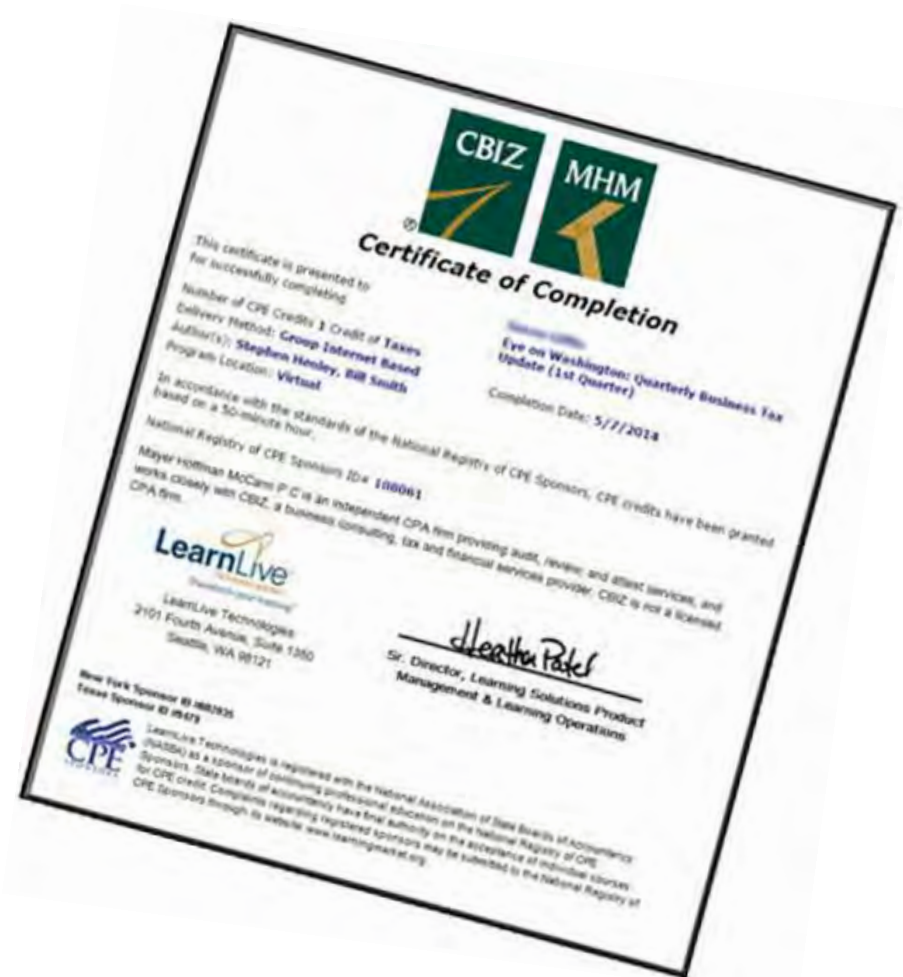 CBIZ
MHM
®
Certificate of Completion
This certificate is presented to
for successfully completing
Eye on Washington: Quarterly Business Tax
Update (1st Quarter)
Number of CPE Credits 1 Credit of Taxes
Delivery Method: Group Internet Based
Author(s): Stephen Henley, Bill Smith
Program Location: Virtual
Completion Date: 5/7/2014
In accordance with the standards of the National Registry of CPE Sponsors, CPE credits have been granted
based on a 50-minute hour.
National Registry of CPE Sponsors ID# 108061
Mayer Hoffman McCann P C is an independent CPA firm providing audit, review, and attest services, and
works closely with CBIZ, a business consulting, tax and financial services provider. CBIZ is not a licensed
CPA firm.
LearnLive
LearnLive Technologies
2101 Fourth Avenue, Suite 1350
Seattle, WA 98121
Sr. Director, Learning Solutions Product
Management & Learning Operations
New York Sponsor ID
Texas Sponsor ID
CPE
SPONSORS
LearnLive Technologies is registered with the National Association of State Boards of Accountancy
(NASBA) as a sponsor of continuing professional education on the National Registry of CPE
Sponsors. State boards of accountancy have final authority on the acceptance of individual courses
for CPE credit. Complaints regarding registered sponsors may be submitted to the National Registry of
CPE Sponsors through its website: www.learningmarket.org.